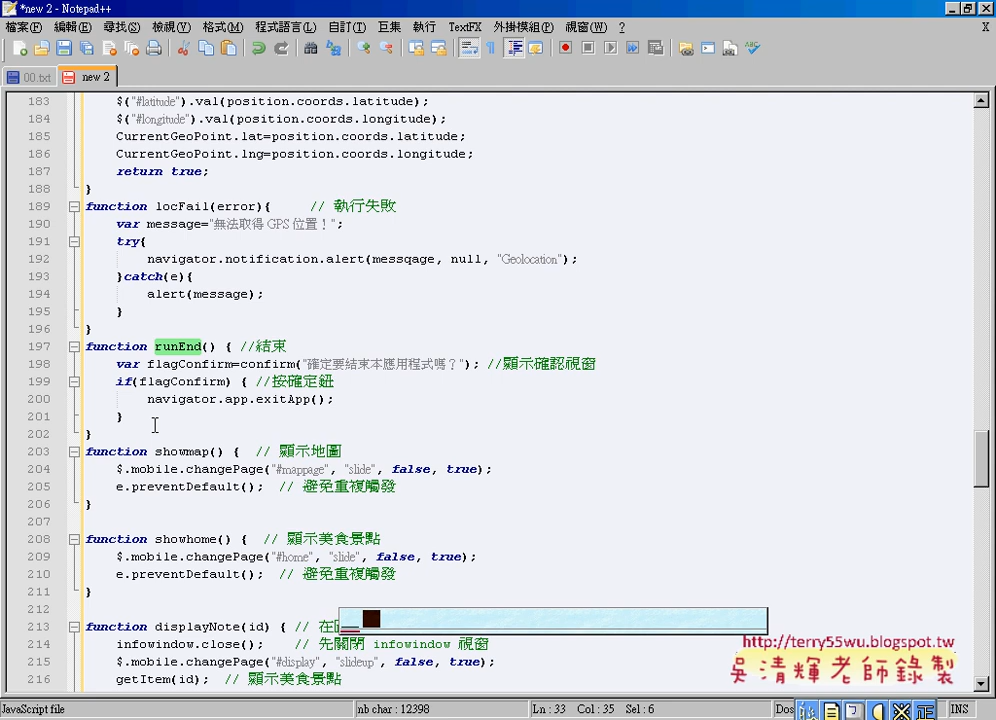 *new 2 - Notepad++
檔案(F) 編輯(E) 尋找(S) 檢視(V) 格式(M) 程式語言(L) 自訂(T) 巨集 執行 TextFX 外掛模組(P) 視窗(W) ? X
00.txt new 2
183 $("#latitude").val(position.coords.latitude);
184 $("#longitude").val(position.coords.longitude);
185 CurrentGeoPoint.lat=position.coords.latitude;
186 CurrentGeoPoint.lng=position.coords.longitude;
187 return true;
188 }
189 function locFail(error){ // 執行失敗
190 var message="無法取得 GPS 位置！";
191 try{
192 navigator.notification.alert(messqage, null, "Geolocation");
193 }catch(e){
194 alert(message);
195 }
196 }
197 function runEnd() { //結束
198 var flagConfirm=confirm("確定要結束本應用程式嗎？"); //顯示確認視窗
199 if(flagConfirm) { //按確定鈕
200 navigator.app.exitApp();
201 }
202 }
203 function showmap() { // 顯示地圖
204 $.mobile.changePage("#mappage", "slide", false, true);
205 e.preventDefault(); // 避免重複觸發
206 }
207
208 function showhome() { // 顯示美食景點
209 $.mobile.changePage("#home", "slide", false, true);
210 e.preventDefault(); // 避免重複觸發
211 }
212
213 function displayNote(id) { // 在
214 infowindow.close(); // 先關閉 infowindow 視窗
215 $.mobile.changePage("#display", "slideup", false, true);
216 getItem(id); // 顯示美食景點
http://terry55wu.blogspot.tw
吳清輝老師錄製
JavaScript file nb char : 12398 Ln : 33 Col : 35 Sel : 6 Dos INS